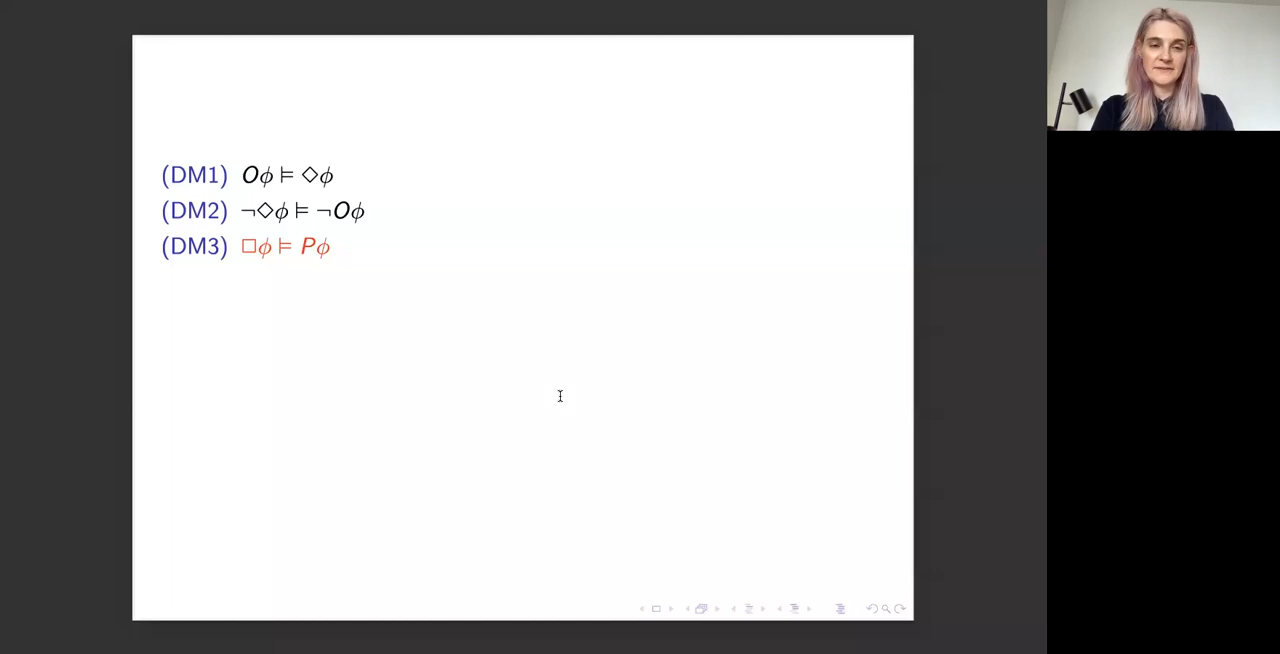 (DM1) Oϕ ⊨ ◇ϕ
(DM2) ¬◇ϕ ⊨ ¬Oϕ
(DM3) □ϕ ⊨ Pϕ